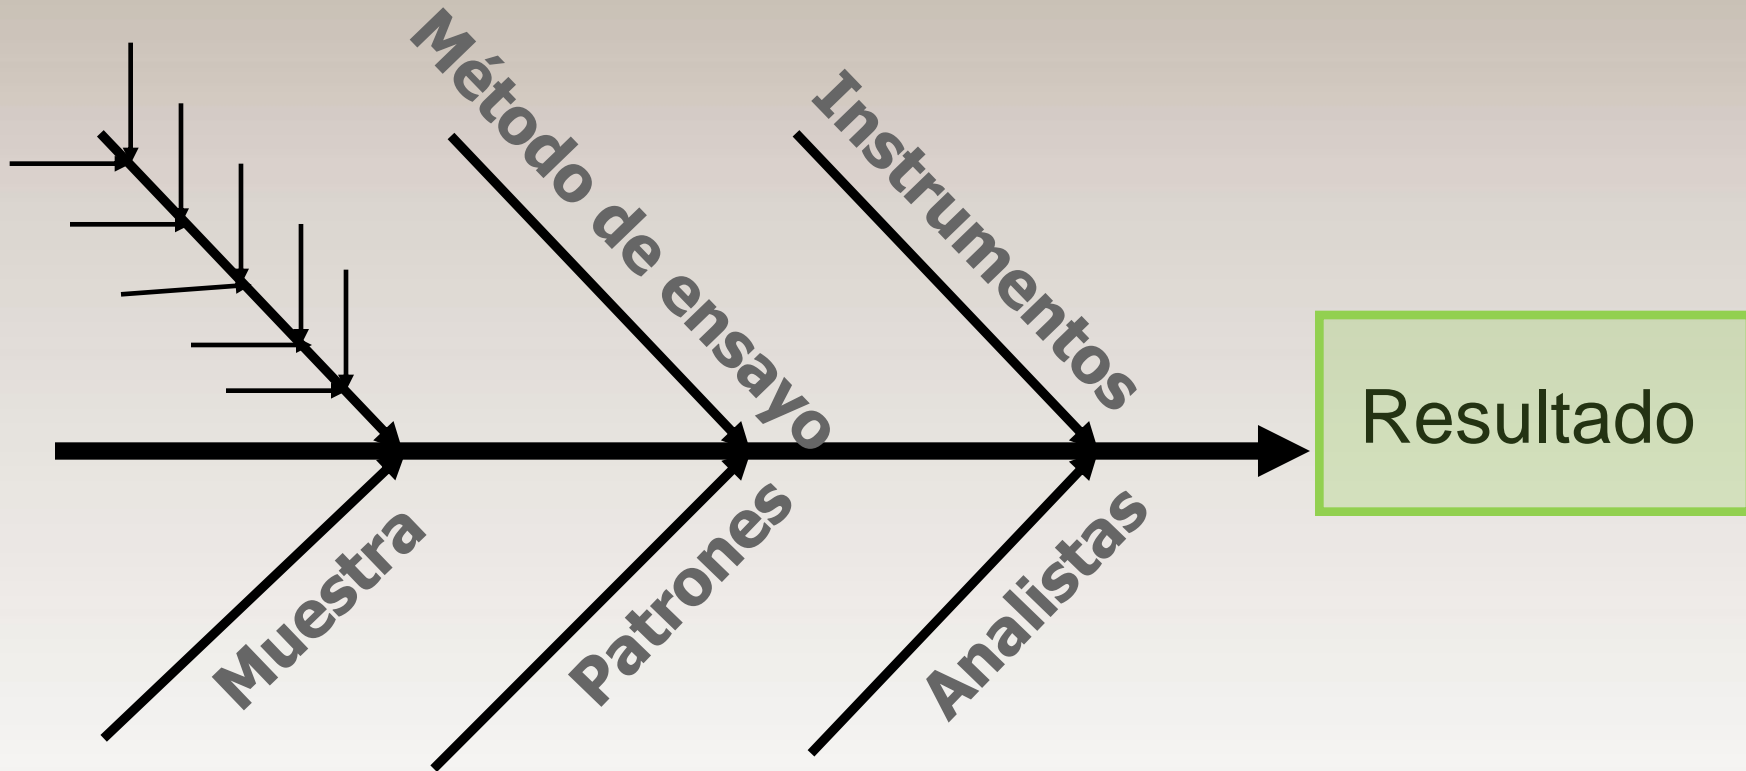 Método de ensayo
Instrumentos
Resultado
Muestra
Patrones
Analistas